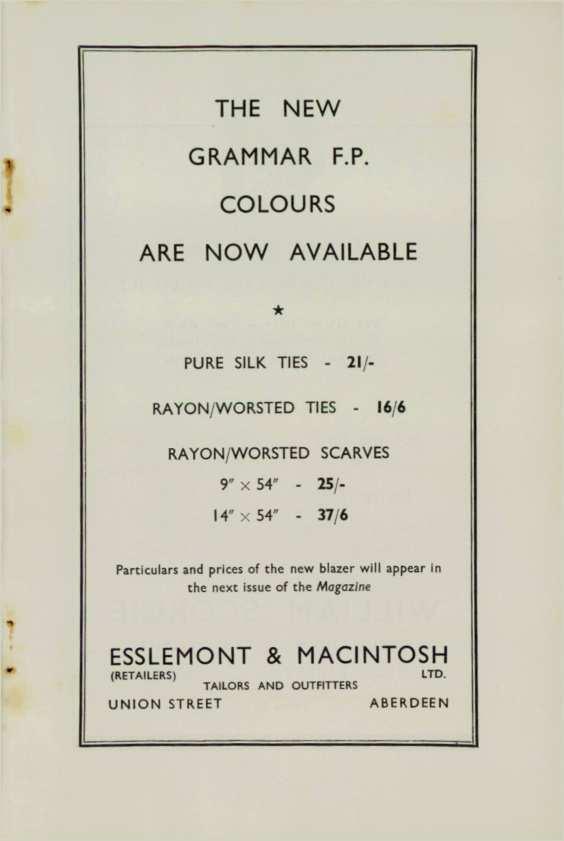 THE NEW
GRAMMAR F.P.
COLOURS
ARE NOW AVAILABLE
★
PURE SILK TIES - 21/-
RAYON/WORSTED TIES - 16/6
RAYON/WORSTED SCARVES
9″ × 54″ - 25/-
14″ × 54″ - 37/6
Particulars and prices of the new blazer will appear in
the next issue of the Magazine
ESSLEMONT & MACINTOSH
(RETAILERS) LTD.
TAILORS AND OUTFITTERS
UNION STREET ABERDEEN